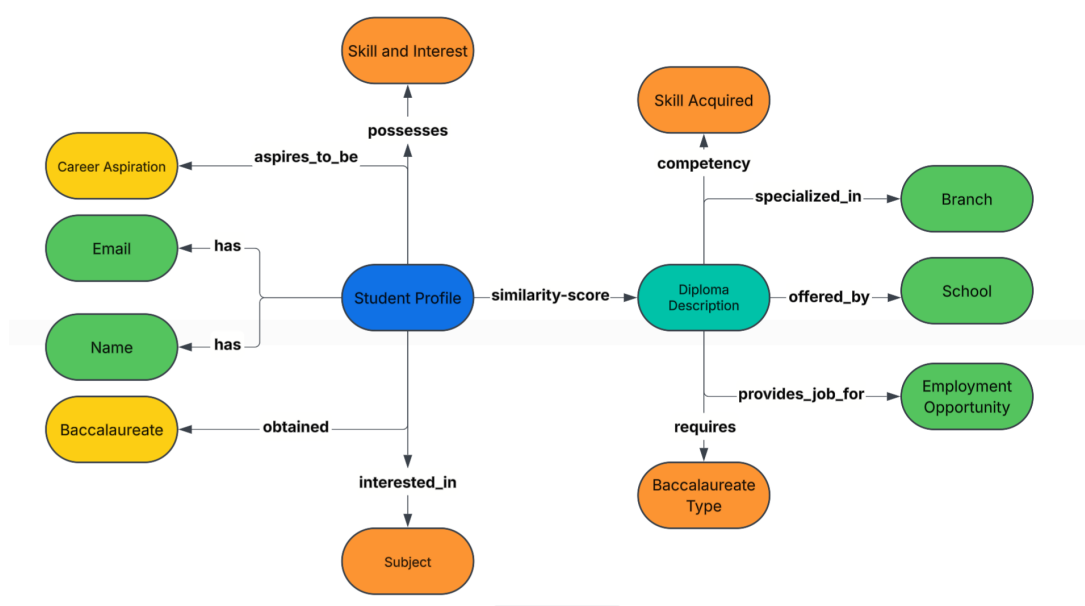 Skill and Interest
Skill Acquired
possesses
aspires_to_be
competency
Career Aspiration
specialized_in
Branch
Email
has
Student Profile
similarity-score
Diploma
Description
offered_by
School
Name
has
provides_job_for
Employment
Opportunity
Baccalaureate
obtained
requires
interested_in
Baccalaureate
Type
Subject